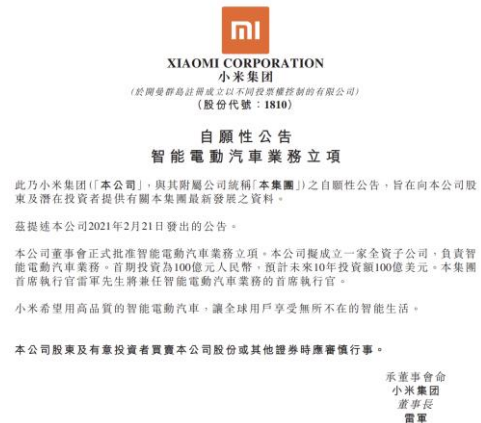 mi
XIAOMI CORPORATION
小米集团
(於開曼群島註冊成立以不同投票權控制的有限公司)
(股份代號：1810)
自願性公告
智能電動汽車業務立項
此乃小米集团(「本公司」，與其附屬公司統稱「本集團」)之自願性公告，旨在向本公司股
東及潛在投資者提供有關本集團最新發展之資料。
茲提述本公司2021年2月21日發出的公告。
本公司董事會正式批准智能電動汽車業務立項。本公司擬成立一家全資子公司，負責智
能電動汽車業務。首期投資為100億元人民幣，預計未來10年投資額100億美元。本集團
首席執行官雷軍先生將兼任智能電動汽車業務的首席執行官。
小米希望用高品質的智能電動汽車，讓全球用戶享受無所不在的智能生活。
本公司股東及有意投資者買賣本公司股份或其他證券時應審慎行事。
承董事會命
小米集团
董事長
雷軍